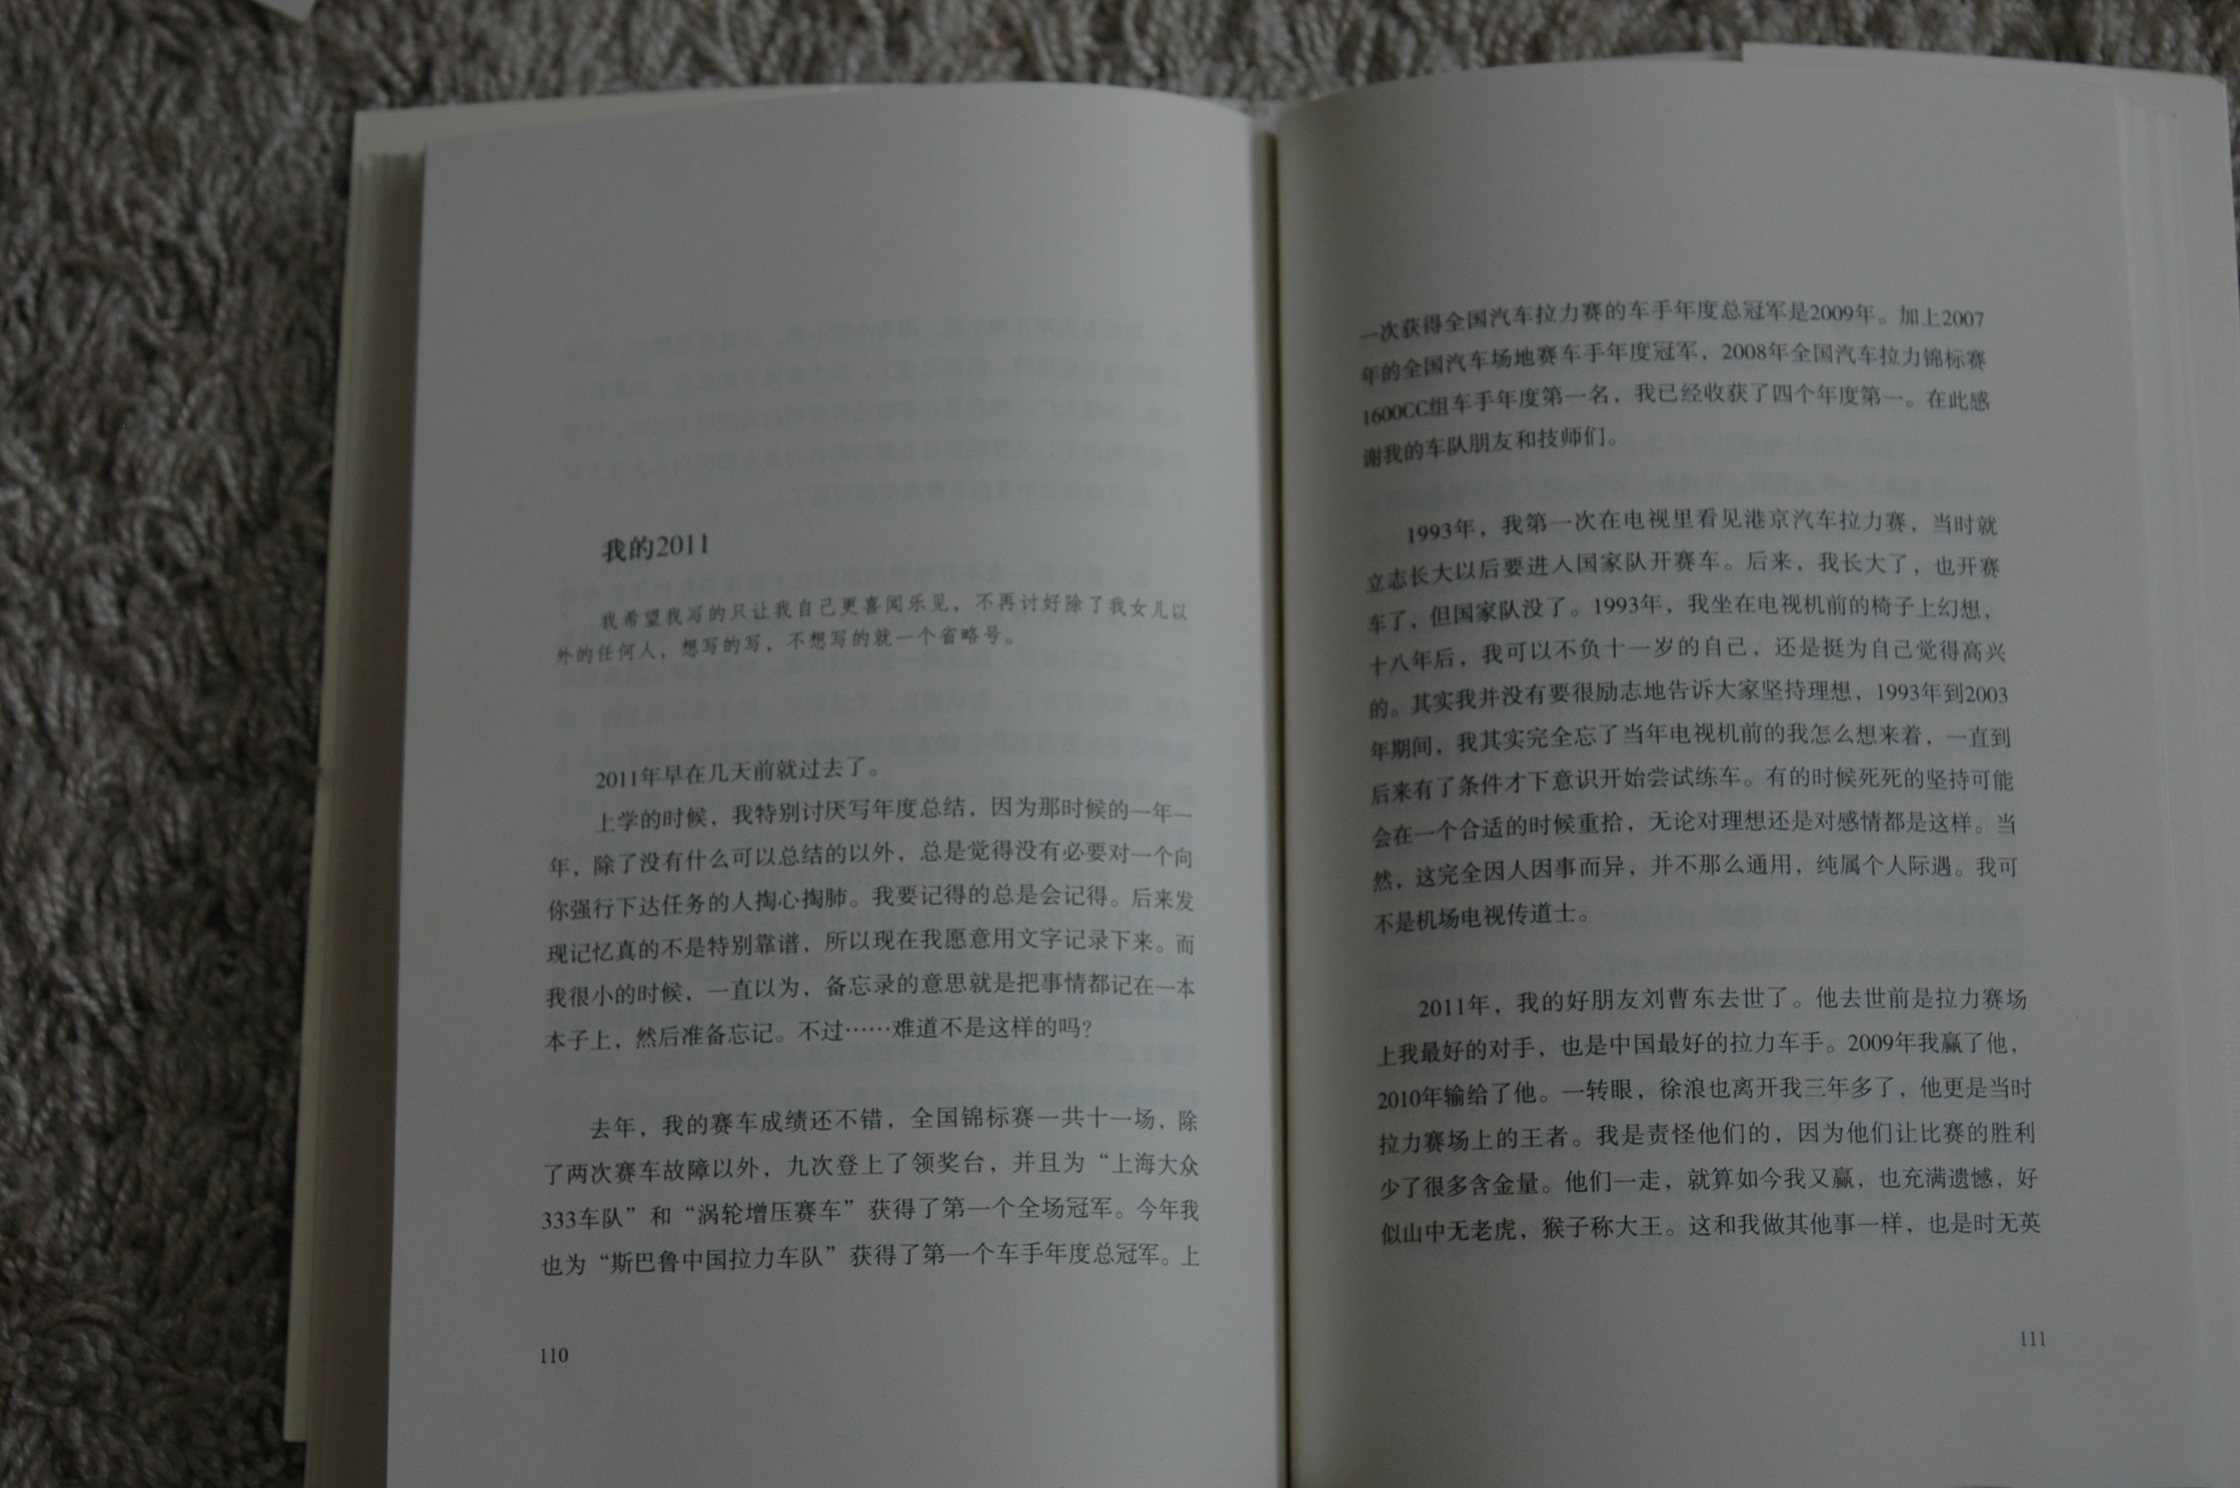 我的2011
我希望我写的只让我自己更喜闻乐见，不再讨好除了我女儿以
外的任何人，想写的写，不想写的就一个省略号。
2011年早在几天前就过去了。
上学的时候，我特别讨厌写年度总结，因为那时候的一年一
年，除了没有什么可以总结的以外，总是觉得没有必要对一个向
你强行下达任务的人掏心掏肺。我要记得的总是会记得。后来发
现记忆真的不是特别靠谱，所以现在我愿意用文字记录下来。而
我很小的时候，一直以为，备忘录的意思就是把事情都记在一本
本子上，然后准备忘记。不过……难道不是这样的吗？
去年，我的赛车成绩还不错，全国锦标赛一共十一场，除
了两次赛车故障以外，九次登上了领奖台，并且为“上海大众
333车队”和“涡轮增压赛车”获得了第一个全场冠军。今年我
也为“斯巴鲁中国拉力车队”获得了第一个车手年度总冠军。上
110
一次获得全国汽车拉力赛的车手年度总冠军是2009年。加上2007
年的全国汽车场地赛车手年度冠军，2008年全国汽车拉力锦标赛
1600CC组车手年度第一名，我已经收获了四个年度第一。在此感
谢我的车队朋友和技师们。
1993年，我第一次在电视里看见港京汽车拉力赛，当时就
立志长大以后要进入国家队开赛车。后来，我长大了，也开赛
车了，但国家队没了。1993年，我坐在电视机前的椅子上幻想，
十八年后，我可以不负十一岁的自己，还是挺为自己觉得高兴
的。其实我并没有要很励志地告诉大家坚持理想，1993年到2003
年期间，我其实完全忘了当年电视机前的我怎么想来着，一直到
后来有了条件才下意识开始尝试练车。有的时候死死的坚持可能
会在一个合适的时候重拾，无论对理想还是对感情都是这样。当
然，这完全因人因事而异，并不那么通用，纯属个人际遇。我可
不是机场电视传道士。
2011年，我的好朋友刘曹东去世了。他去世前是拉力赛场
上我最好的对手，也是中国最好的拉力车手。2009年我赢了他，
2010年输给了他。一转眼，徐浪也离开我三年多了，他更是当时
拉力赛场上的王者。我是责怪他们的，因为他们让比赛的胜利
少了很多含金量。他们一走，就算如今我又赢，也充满遗憾，好
似山中无老虎，猴子称大王。这和我做其他事一样，也是时无英
111